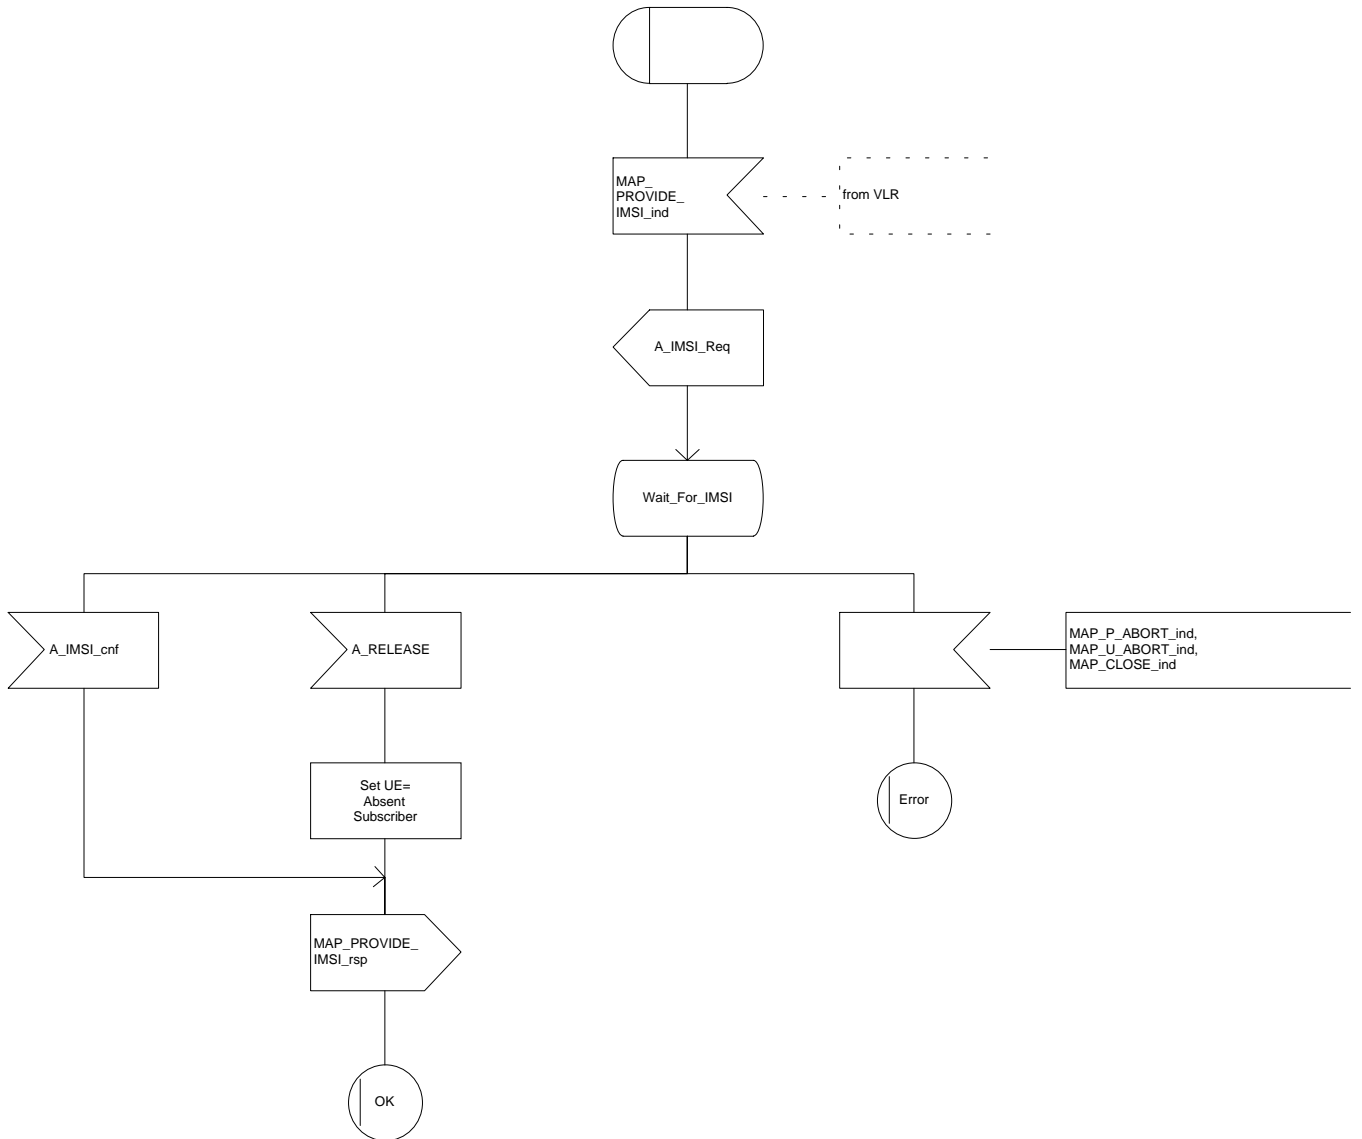 MAP_
PROVIDE_
IMSI_ind
from VLR
A_IMSI_Req
Wait_For_IMSI
A_IMSI_cnf
A_RELEASE
MAP_P_ABORT_ind,
MAP_U_ABORT_ind,
MAP_CLOSE_ind
Set UE=
Absent
Subscriber
Error
MAP_PROVIDE_
IMSI_rsp
OK